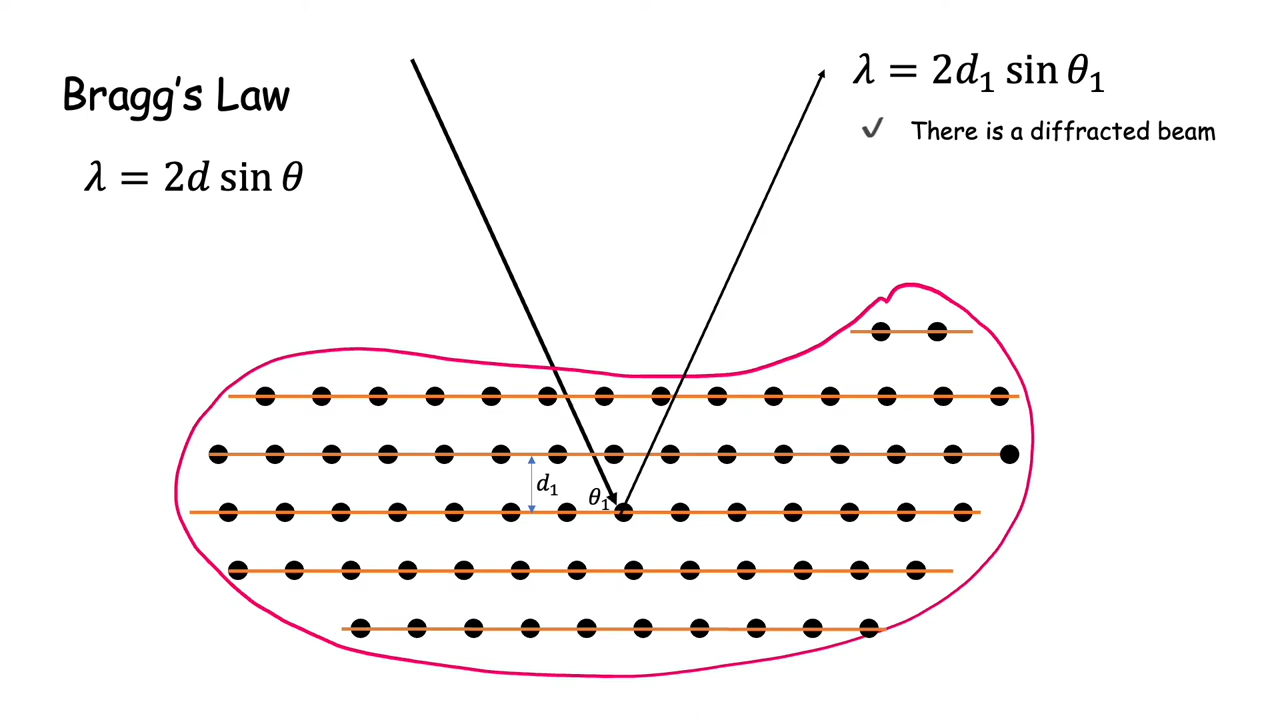 Bragg's Law
λ = 2d sin θ
λ = 2d₁ sin θ₁
✓ There is a diffracted beam
d₁
θ₁